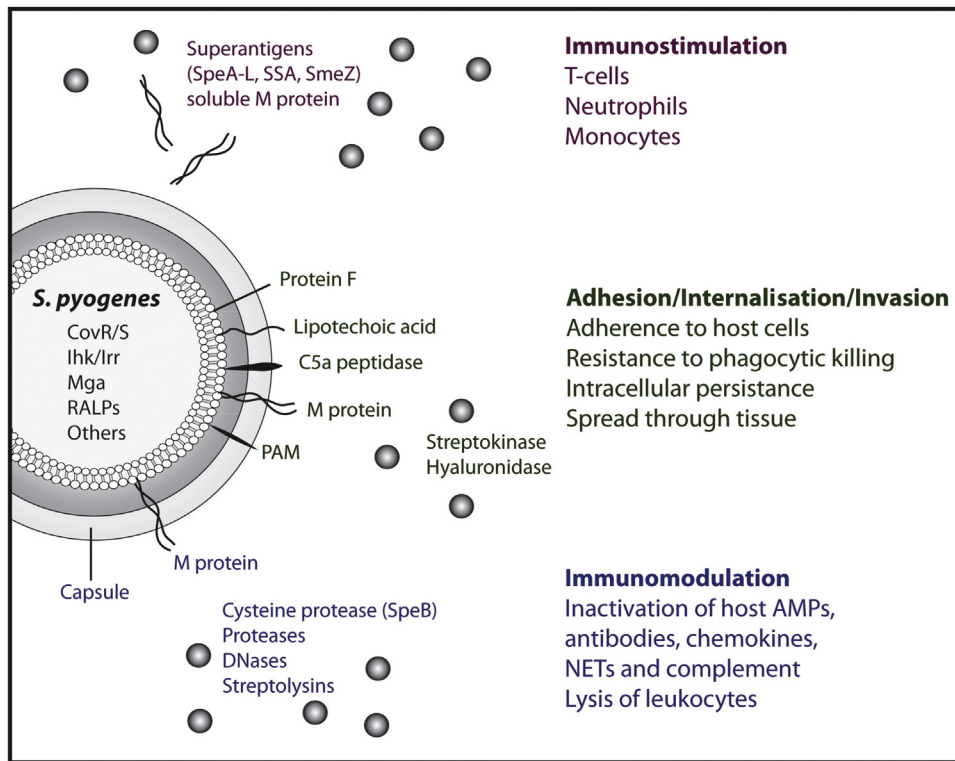 Superantigens
(SpeA-L, SSA, SmeZ)
soluble M protein
Immunostimulation
T-cells
Neutrophils
Monocytes
S. pyogenes
CovR/S
Ihk/Irr
Mga
RALPs
Others
Protein F
Lipotechoic acid
C5a peptidase
M protein
PAM
Streptokinase
Hyaluronidase
Adhesion/Internalisation/Invasion
Adherence to host cells
Resistance to phagocytic killing
Intracellular persistance
Spread through tissue
M protein
Capsule
Cysteine protease (SpeB)
Proteases
DNases
Streptolysins
Immunomodulation
Inactivation of host AMPs,
antibodies, chemokines,
NETs and complement
Lysis of leukocytes